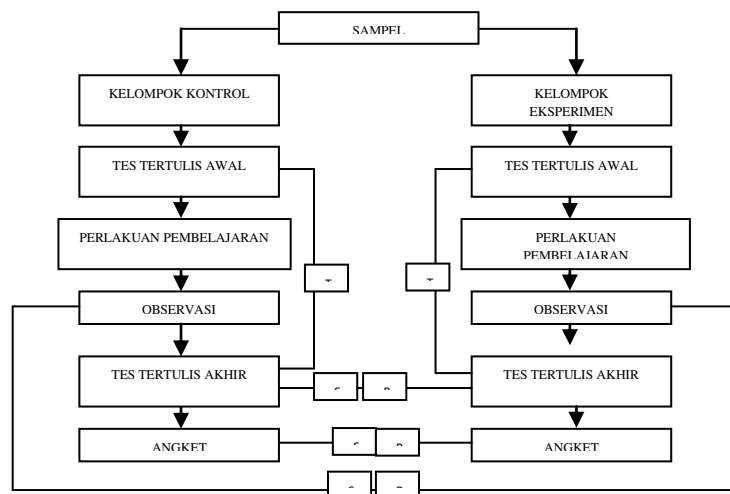 SAMPEL
KELOMPOK KONTROL
KELOMPOK
EKSPERIMEN
TES TERTULIS AWAL
TES TERTULIS AWAL
PERLAKUAN PEMBELAJARAN
PERLAKUAN
PEMBELAJARAN
OBSERVASI
OBSERVASI
TES TERTULIS AKHIR
TES TERTULIS AKHIR
ANGKET
ANGKET